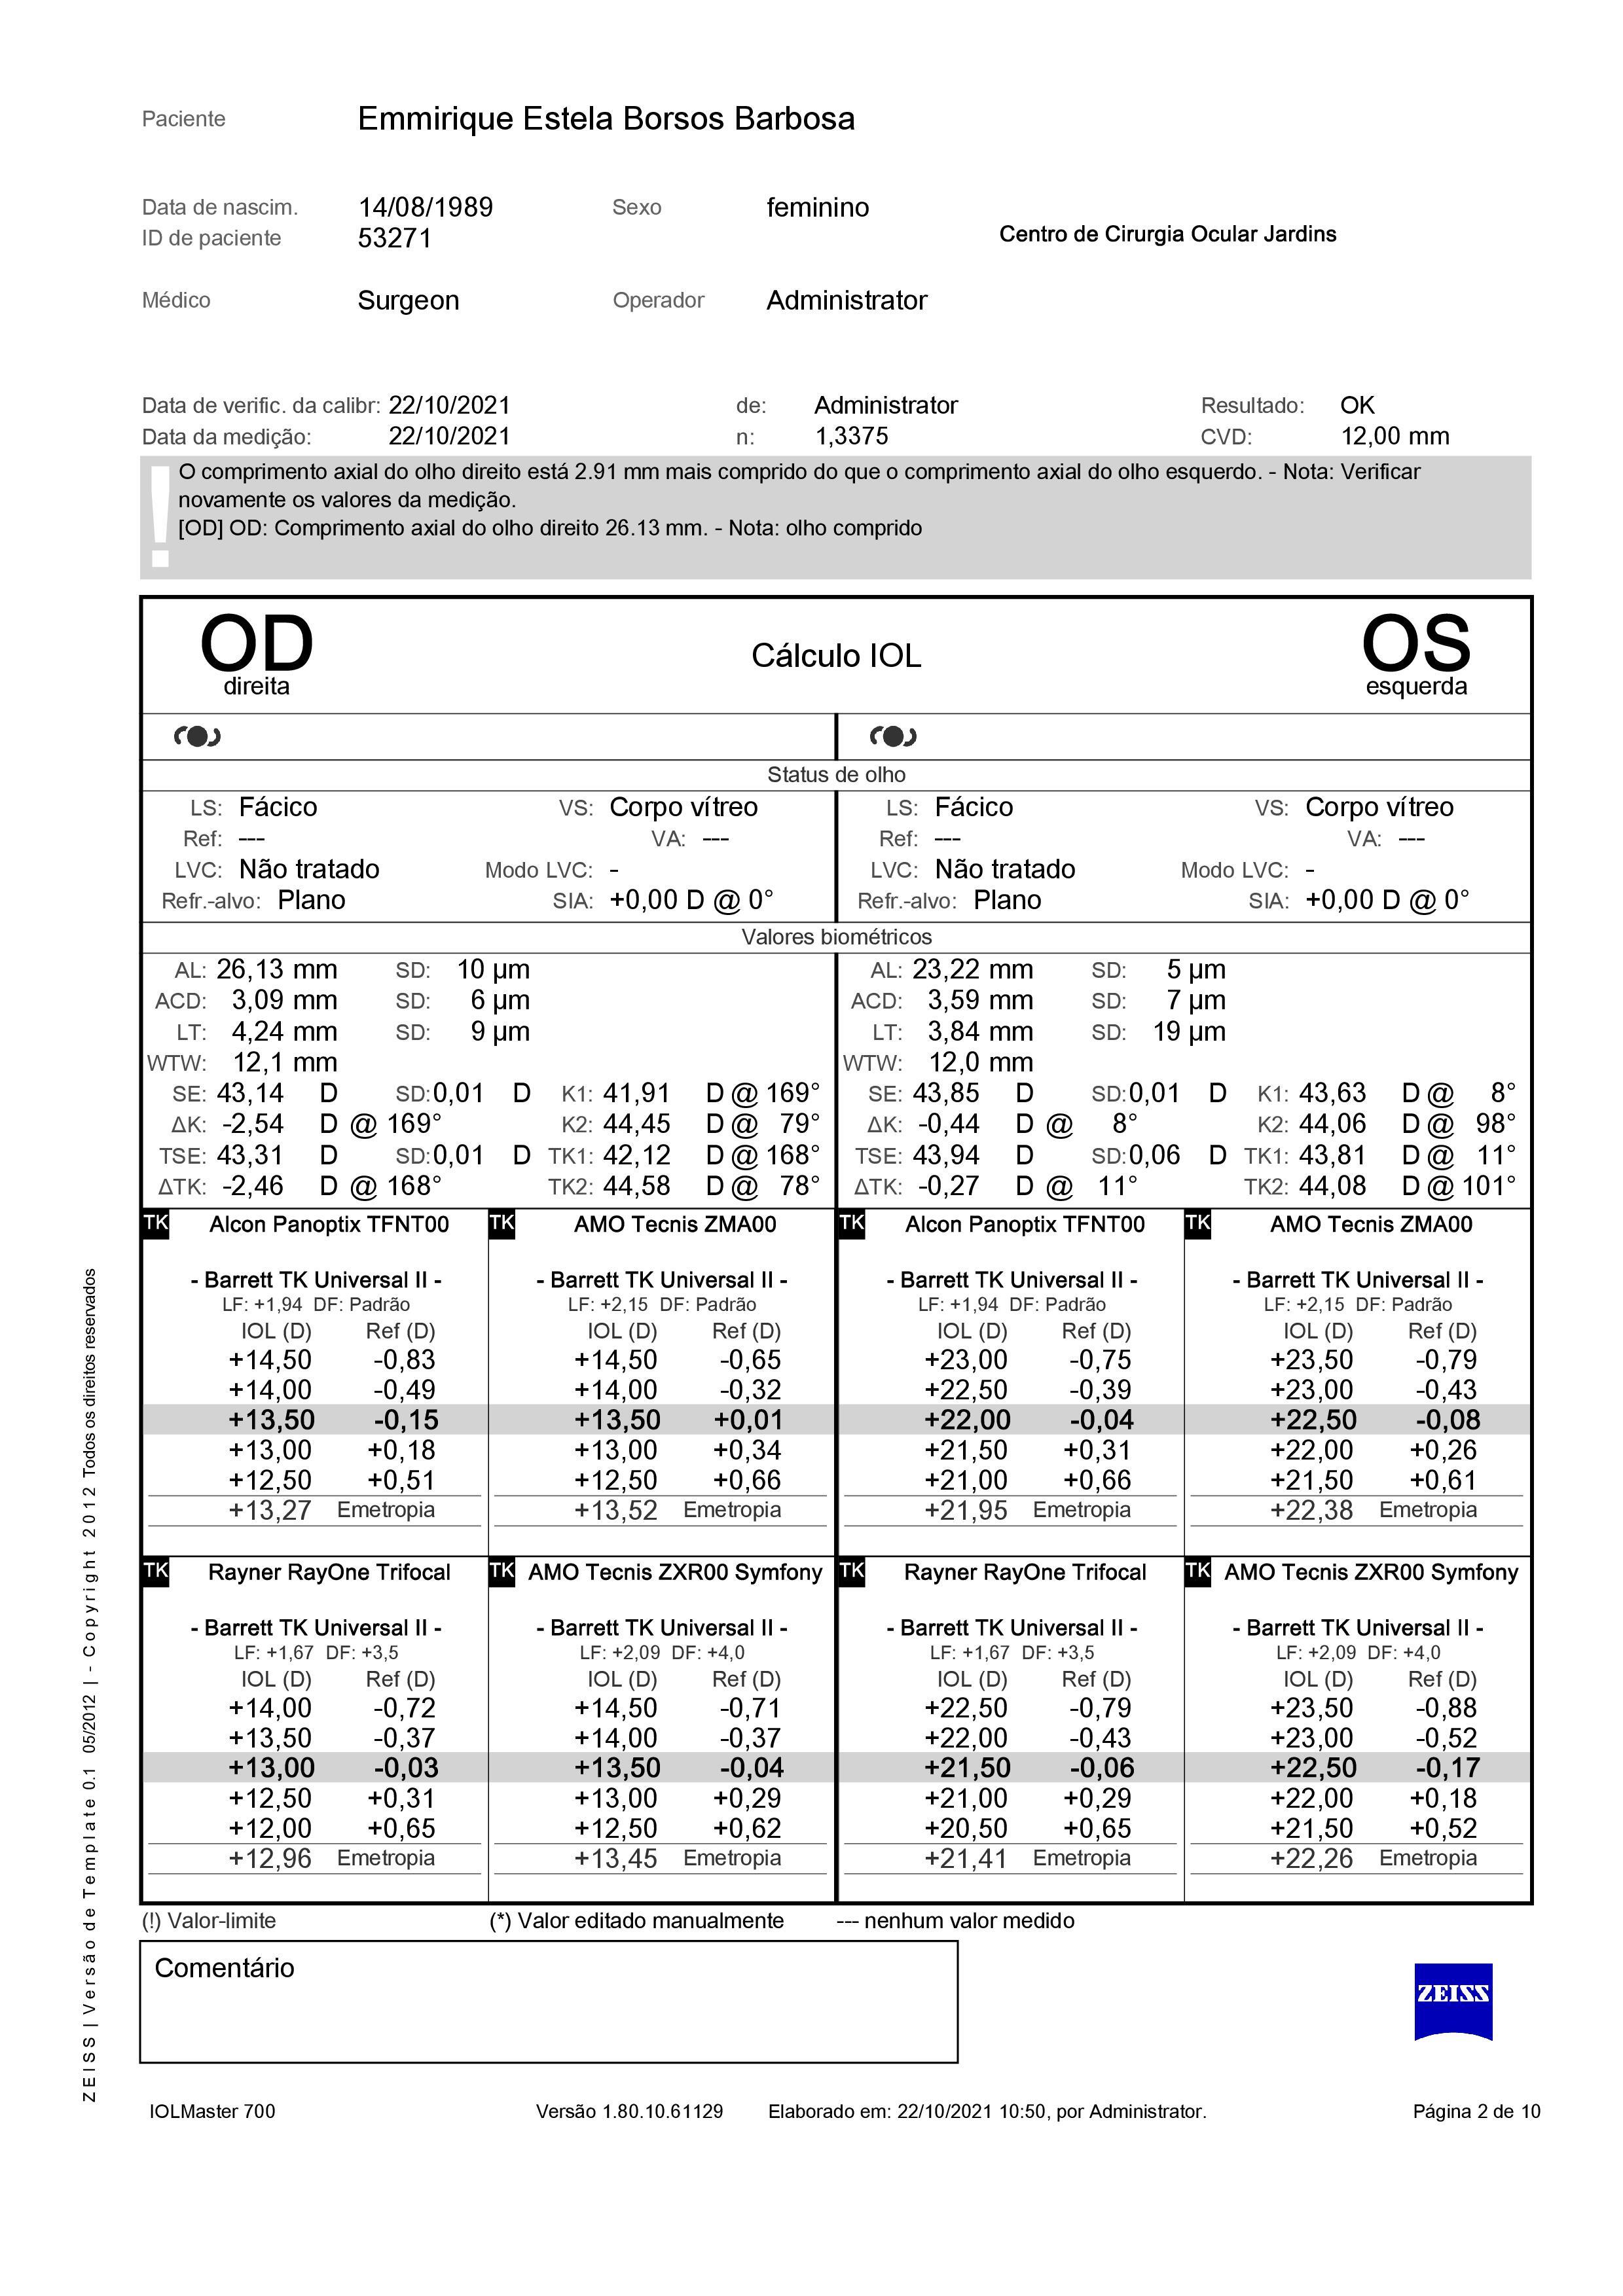 Paciente Emmirique Estela Borsos Barbosa
Data de nascim. 14/08/1989 Sexo feminino
ID de paciente 53271 Centro de Cirurgia Ocular Jardins
Médico Surgeon Operador Administrator
Data de verific. da calibr: 22/10/2021 de: Administrator Resultado: OK
Data da medição: 22/10/2021 n: 1,3375 CVD: 12,00 mm
! O comprimento axial do olho direito está 2.91 mm mais comprido do que o comprimento axial do olho esquerdo. - Nota: Verificar
novamente os valores da medição.
[OD] OD: Comprimento axial do olho direito 26.13 mm. - Nota: olho comprido
OD Cálculo IOL OS
direita esquerda
Status de olho
LS: Fácico VS: Corpo vítreo LS: Fácico VS: Corpo vítreo
Ref: --- VA: --- Ref: --- VA: ---
LVC: Não tratado Modo LVC: - LVC: Não tratado Modo LVC: -
Refr.-alvo: Plano SIA: +0,00 D @ 0° Refr.-alvo: Plano SIA: +0,00 D @ 0°
Valores biométricos
AL: 26,13 mm SD: 10 µm AL: 23,22 mm SD: 5 µm
ACD: 3,09 mm SD: 6 µm ACD: 3,59 mm SD: 7 µm
LT: 4,24 mm SD: 9 µm LT: 3,84 mm SD: 19 µm
WTW: 12,1 mm WTW: 12,0 mm
SE: 43,14 D SD:0,01 D K1: 41,91 D @ 169° SE: 43,85 D SD:0,01 D K1: 43,63 D @ 8°
ΔK: -2,54 D @ 169° K2: 44,45 D @ 79° ΔK: -0,44 D @ 8° K2: 44,06 D @ 98°
TSE: 43,31 D SD:0,01 D TK1: 42,12 D @ 168° TSE: 43,94 D SD:0,06 D TK1: 43,81 D @ 11°
ΔTK: -2,46 D @ 168° TK2: 44,58 D @ 78° ΔTK: -0,27 D @ 11° TK2: 44,08 D @ 101°
TK Alcon Panoptix TFNT00 TK AMO Tecnis ZMA00 TK Alcon Panoptix TFNT00 TK AMO Tecnis ZMA00
- Barrett TK Universal II - - Barrett TK Universal II - - Barrett TK Universal II - - Barrett TK Universal II -
LF: +1,94 DF: Padrão LF: +2,15 DF: Padrão LF: +1,94 DF: Padrão LF: +2,15 DF: Padrão
IOL (D) Ref (D) IOL (D) Ref (D) IOL (D) Ref (D) IOL (D) Ref (D)
+14,50 -0,83 +14,50 -0,65 +23,00 -0,75 +23,50 -0,79
+14,00 -0,49 +14,00 -0,32 +22,50 -0,39 +23,00 -0,43
+13,50 -0,15 +13,50 +0,01 +22,00 -0,04 +22,50 -0,08
+13,00 +0,18 +13,00 +0,34 +21,50 +0,31 +22,00 +0,26
+12,50 +0,51 +12,50 +0,66 +21,00 +0,66 +21,50 +0,61
+13,27 Emetropia +13,52 Emetropia +21,95 Emetropia +22,38 Emetropia
TK Rayner RayOne Trifocal TK AMO Tecnis ZXR00 Symfony TK Rayner RayOne Trifocal TK AMO Tecnis ZXR00 Symfony
- Barrett TK Universal II - - Barrett TK Universal II - - Barrett TK Universal II - - Barrett TK Universal II -
LF: +1,67 DF: +3,5 LF: +2,09 DF: +4,0 LF: +1,67 DF: +3,5 LF: +2,09 DF: +4,0
IOL (D) Ref (D) IOL (D) Ref (D) IOL (D) Ref (D) IOL (D) Ref (D)
+14,00 -0,72 +14,50 -0,71 +22,50 -0,79 +23,50 -0,88
+13,50 -0,37 +14,00 -0,37 +22,00 -0,43 +23,00 -0,52
+13,00 -0,03 +13,50 -0,04 +21,50 -0,06 +22,50 -0,17
+12,50 +0,31 +13,00 +0,29 +21,00 +0,29 +22,00 +0,18
+12,00 +0,65 +12,50 +0,62 +20,50 +0,65 +21,50 +0,52
+12,96 Emetropia +13,45 Emetropia +21,41 Emetropia +22,26 Emetropia
(!) Valor-limite (*) Valor editado manualmente --- nenhum valor medido
Comentário
ZEISS
ZEISS | Versão de Template 0.1 05/2012 | - Copyright 2012 Todos os direitos reservados
IOLMaster 700 Versão 1.80.10.61129 Elaborado em: 22/10/2021 10:50, por Administrator. Página 2 de 10